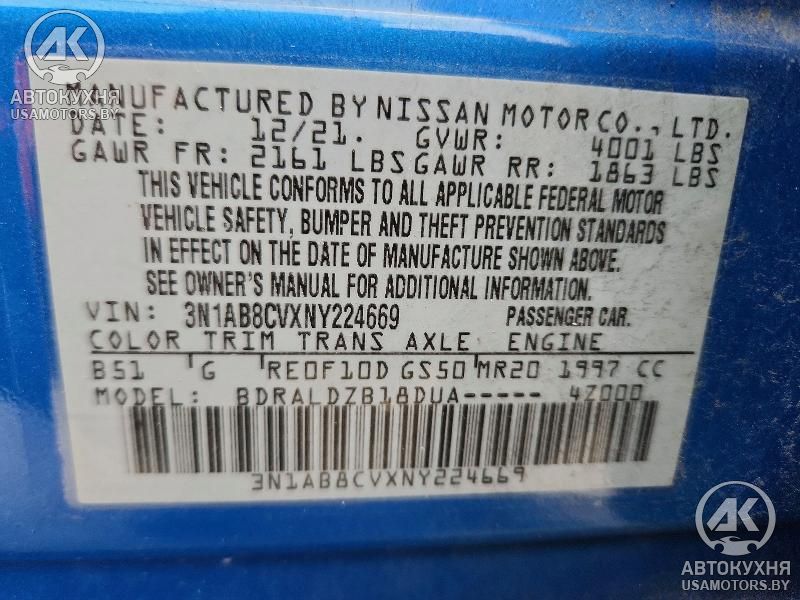 AK
АВТОКУХНЯ
USAMOTORS.BY
MANUFACTURED BY NISSAN MOTOR CO., LTD.
DATE: 12/21. GVWR: 4001 LBS
GAWR FR: 2161 LBS GAWR RR: 1863 LBS
THIS VEHICLE CONFORMS TO ALL APPLICABLE FEDERAL MOTOR
VEHICLE SAFETY, BUMPER AND THEFT PREVENTION STANDARDS
IN EFFECT ON THE DATE OF MANUFACTURE SHOWN ABOVE.
SEE OWNER'S MANUAL FOR ADDITIONAL INFORMATION.
VIN: 3N1AB8CVXNY224669 PASSENGER CAR.
COLOR TRIM TRANS AXLE ENGINE
B51 G RE0F10D GS50 MR20 1997 CC
MODEL: BDRALDZB18DUA----- 4Z000
3N1AB8CVXNY224669
AK
АВТОКУХНЯ
USAMOTORS.BY